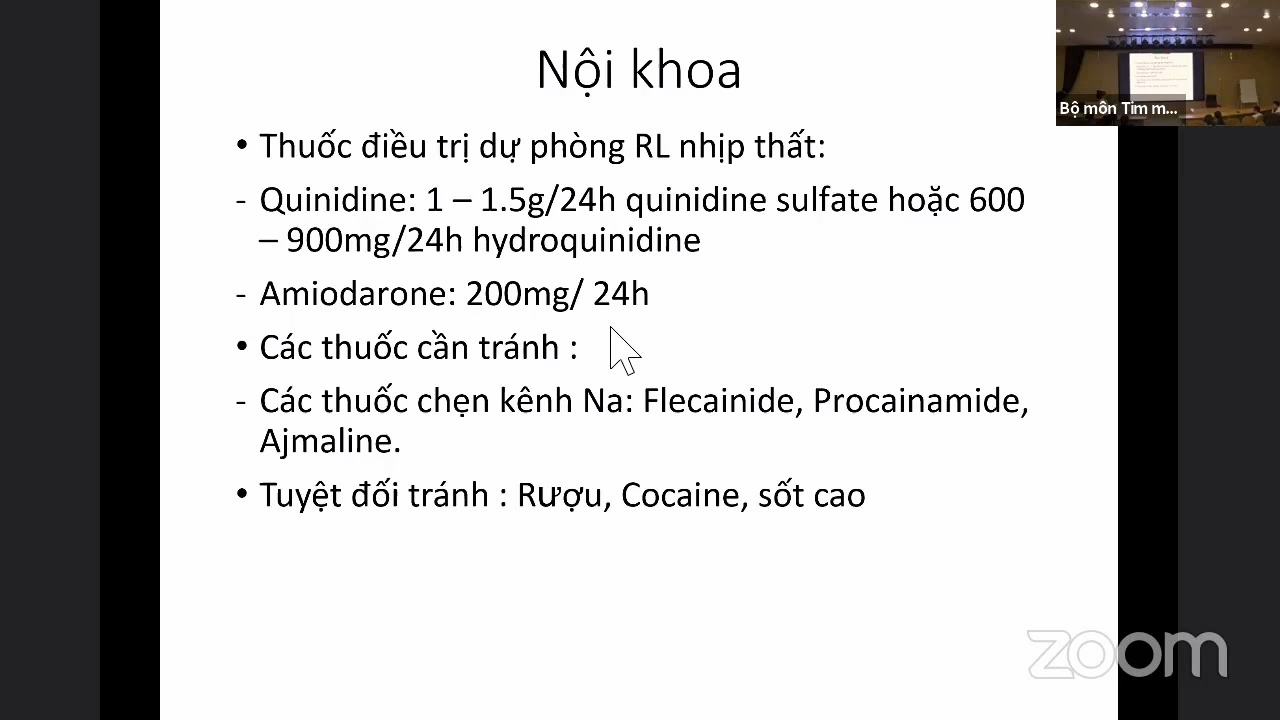 Nội khoa
• Thuốc điều trị dự phòng RL nhịp thất:
- Quinidine: 1 – 1.5g/24h quinidine sulfate hoặc 600
– 900mg/24h hydroquinidine
- Amiodarone: 200mg/ 24h
• Các thuốc cần tránh :
- Các thuốc chẹn kênh Na: Flecainide, Procainamide,
Ajmaline.
• Tuyệt đối tránh : Rượu, Cocaine, sốt cao
Bộ môn Tim m...
zoom